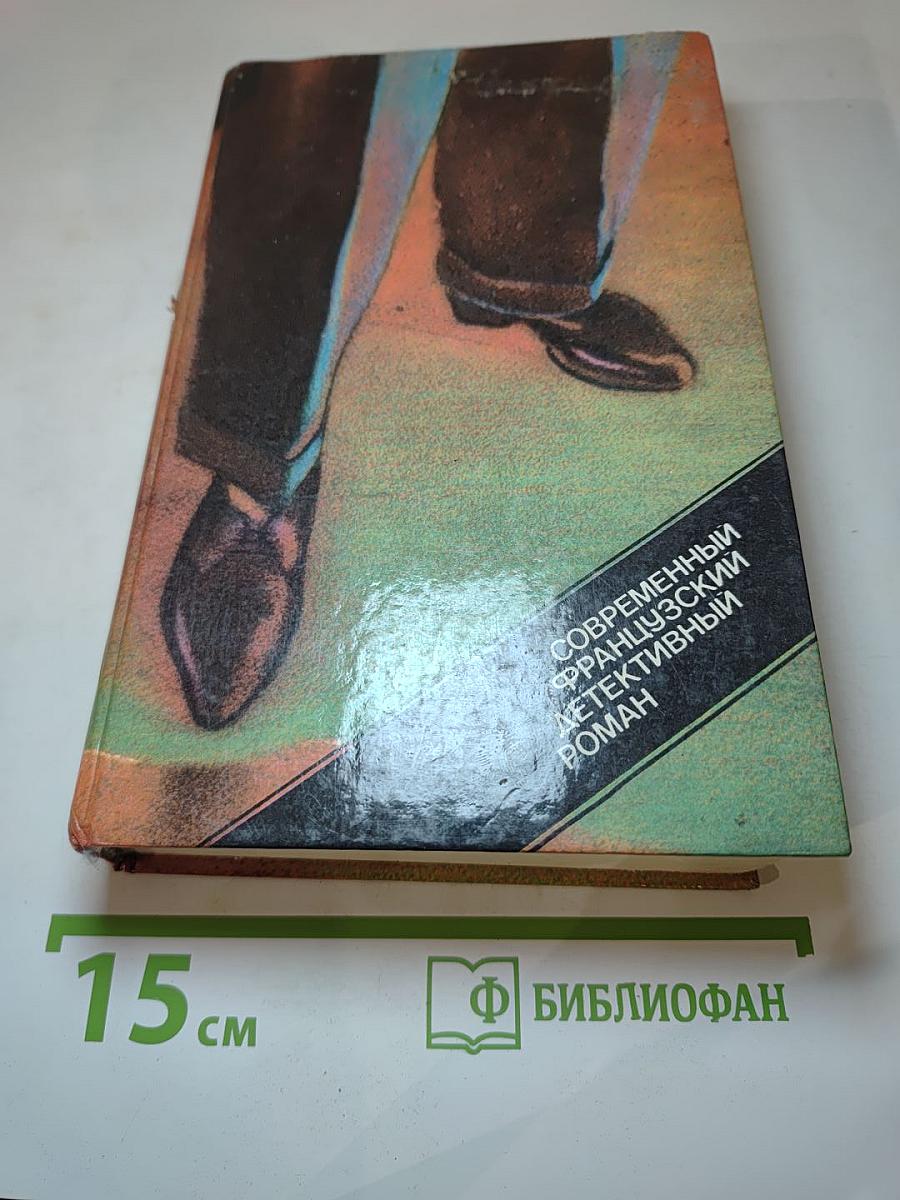 СОВРЕМЕННЫЙ
ФРАНЦУЗСКИЙ
ДЕТЕКТИВНЫЙ
РОМАН
15 см
Ф БИБЛИОФАН